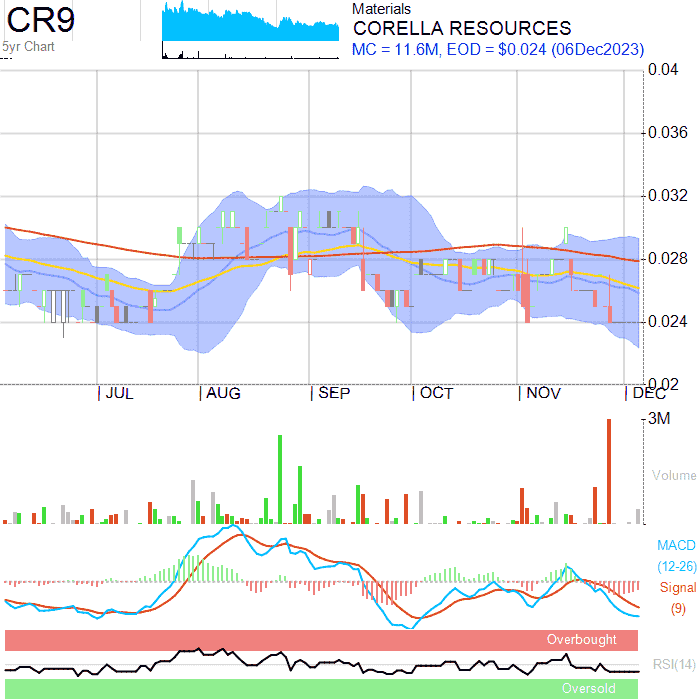 CR9
5yr Chart
Materials
CORELLA RESOURCES
MC = 11.6M, EOD = $0.024 (06Dec2023)
0.04
0.036
0.032
0.028
0.024
0.02
JUL
AUG
SEP
OCT
NOV
DEC
3M
Volume
MACD
(12-26)
Signal
(9)
Overbought
RSI(14)
Oversold